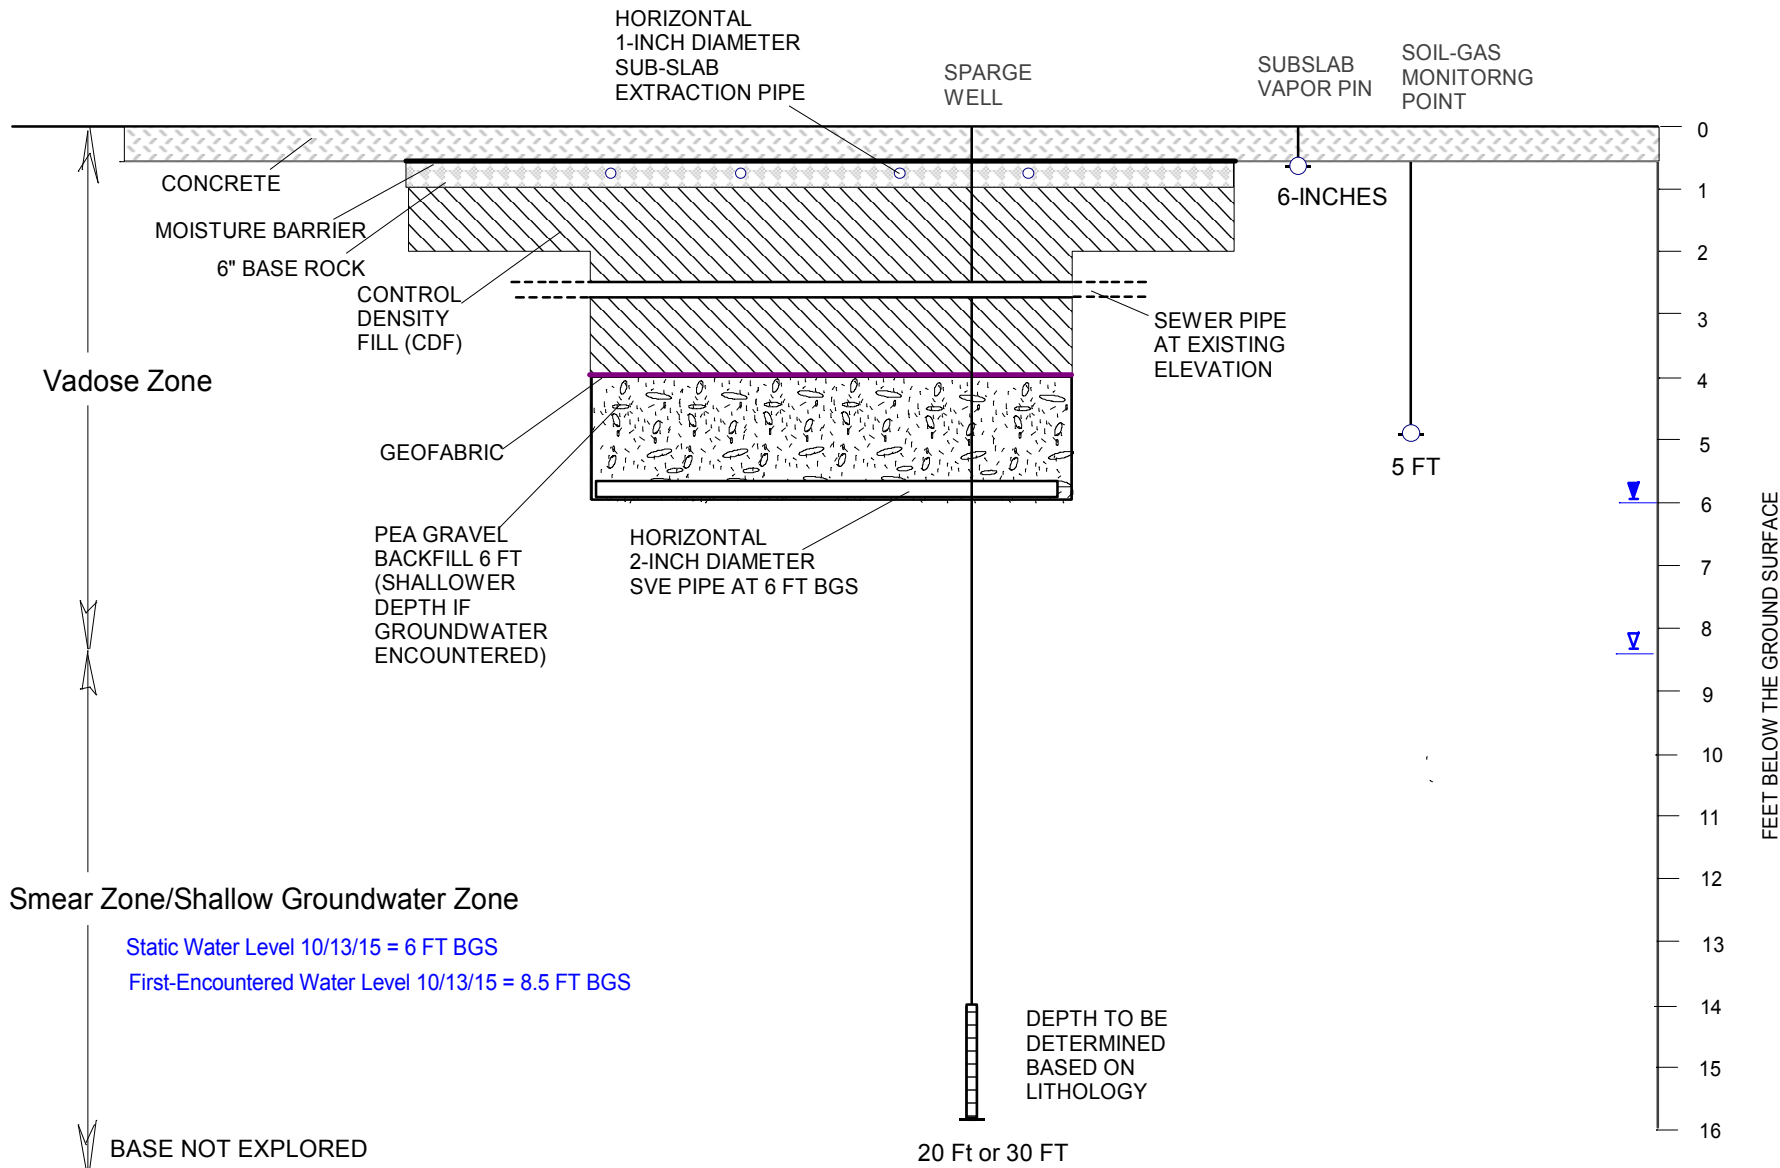 HORIZONTAL
1-INCH DIAMETER
SUB-SLAB
EXTRACTION PIPE
SPARGE
WELL
SUBSLAB
VAPOR PIN
SOIL-GAS
MONITORNG
POINT
CONCRETE
MOISTURE BARRIER
6" BASE ROCK
CONTROL
DENSITY
FILL (CDF)
6-INCHES
SEWER PIPE
AT EXISTING
ELEVATION
Vadose Zone
GEOFABRIC
5 FT
PEA GRAVEL
BACKFILL 6 FT
(SHALLOWER
DEPTH IF
GROUNDWATER
ENCOUNTERED)
HORIZONTAL
2-INCH DIAMETER
SVE PIPE AT 6 FT BGS
Smear Zone/Shallow Groundwater Zone
Static Water Level 10/13/15 = 6 FT BGS
First-Encountered Water Level 10/13/15 = 8.5 FT BGS
DEPTH TO BE
DETERMINED
BASED ON
LITHOLOGY
BASE NOT EXPLORED
20 Ft or 30 FT
0
1
2
3
4
5
6
7
8
9
10
11
12
13
14
15
16
FEET BELOW THE GROUND SURFACE